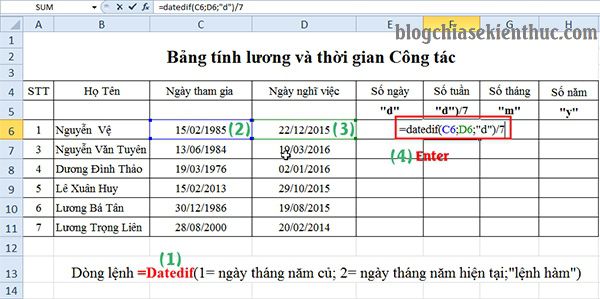 SUM =datedif(C6;D6;"d")/7
blogchiasekienthuc.com
A B C D E F G H
1
2 Bảng tính lương và thời gian Công tác
3
4 STT Họ Tên Ngày tham gia Ngày nghỉ việc Số ngày Số tuần Số tháng Số năm
5 "d" "d")/7 "m" "y"
6 1 Nguyễn Vệ 15/02/1985 (2) 22/12/2015 (3) =datedif(C6;D6;"d")/7
7 3 Nguyễn Văn Tuyên 13/06/1984 19/03/2016 (4) Enter
8 4 Dương Đình Thảo 19/03/1976 02/01/2016
9 5 Lê Xuân Huy 15/02/2013 29/10/2015
10 6 Lương Bá Tân 30/12/1986 19/08/2015
11 7 Lương Trọng Liên 28/08/2000 20/02/2014
12 (1)
13 Dòng lệnh =Datedif(1= ngày tháng năm củ; 2= ngày tháng năm hiện tại;"lệnh hàm")
14